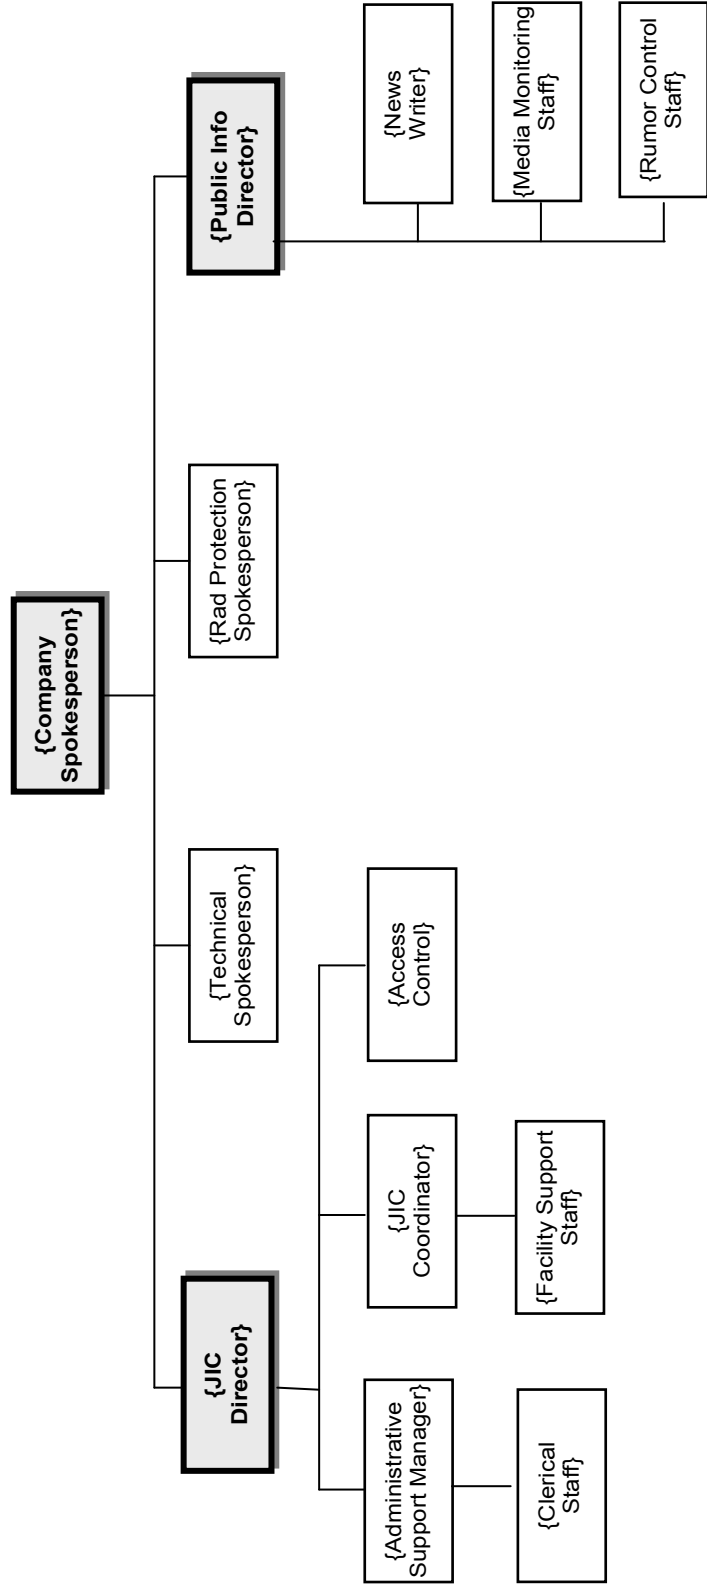 {Company
Spokesperson}
{JIC
Director}
{Technical
Spokesperson}
{Rad Protection
Spokesperson}
{Public Info
Director}
{Administrative
Support Manager}
{JIC
Coordinator}
{Access
Control}
{News
Writer}
{Clerical
Staff}
{Facility Support
Staff}
{Media Monitoring
Staff}
{Rumor Control
Staff}